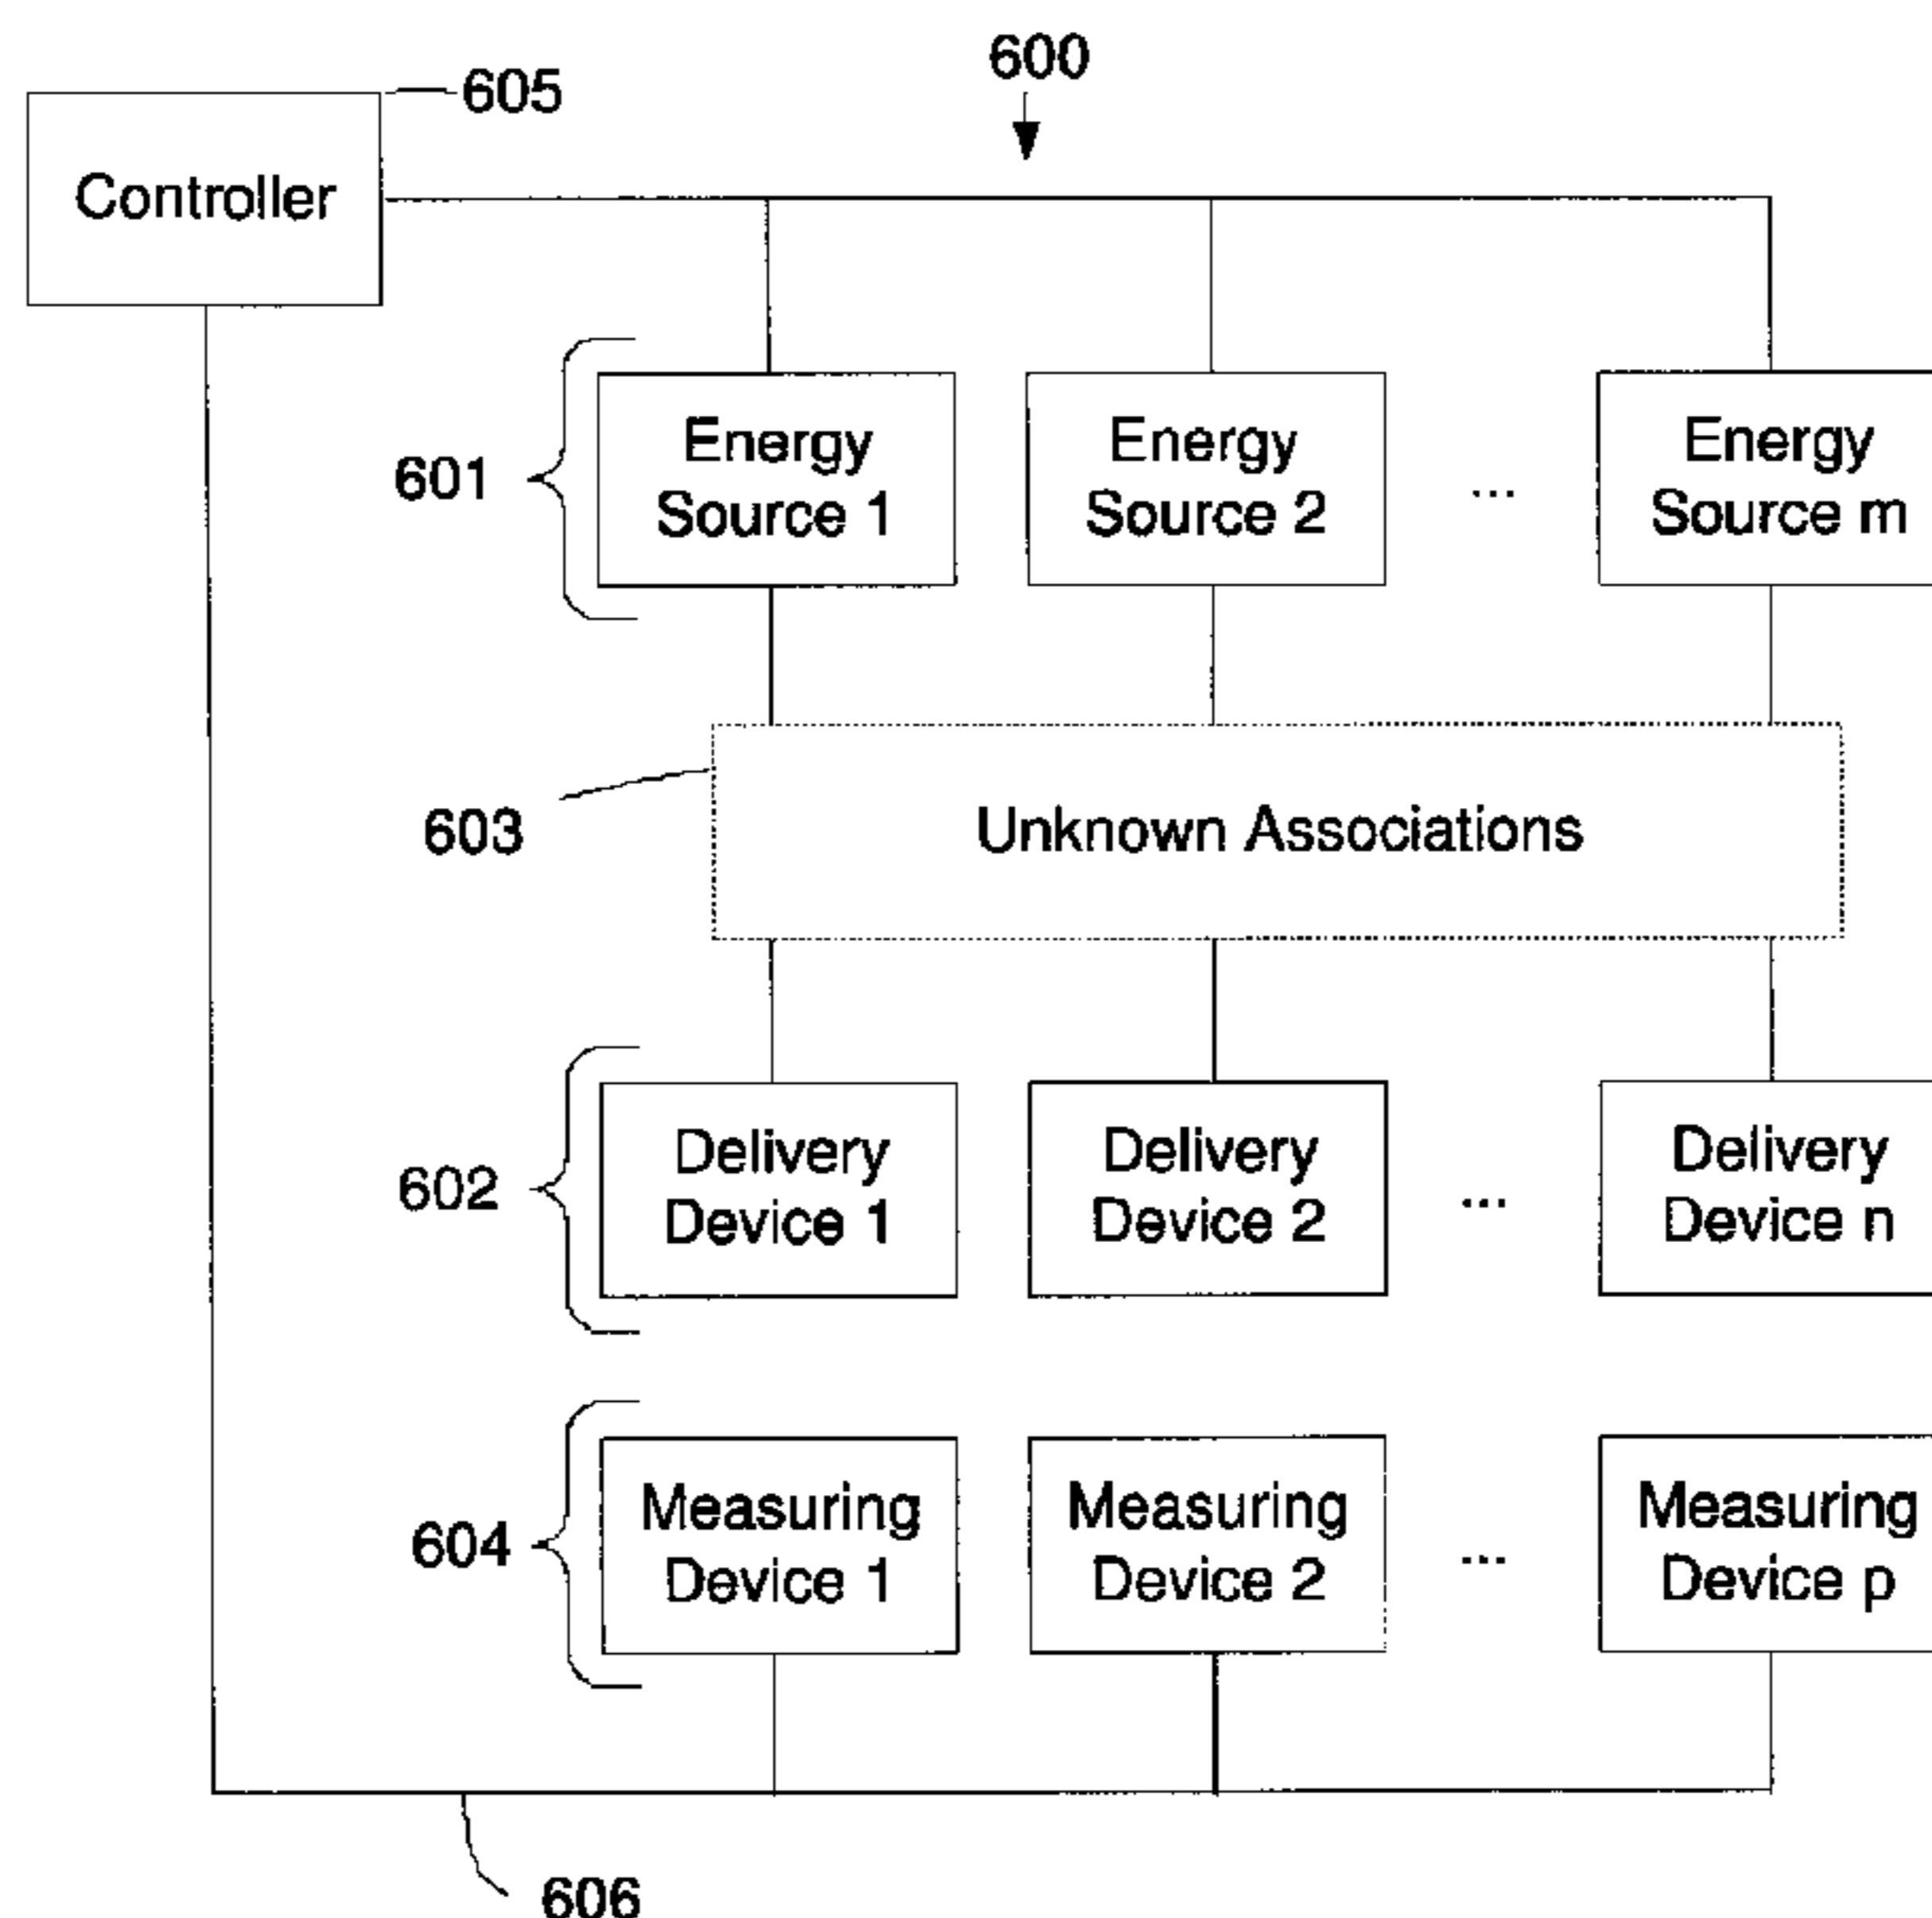 600
605
Controller
601
Energy
Source 1
Energy
Source 2
...
Energy
Source m
603
Unknown Associations
602
Delivery
Device 1
Delivery
Device 2
...
Delivery
Device n
604
Measuring
Device 1
Measuring
Device 2
...
Measuring
Device p
606